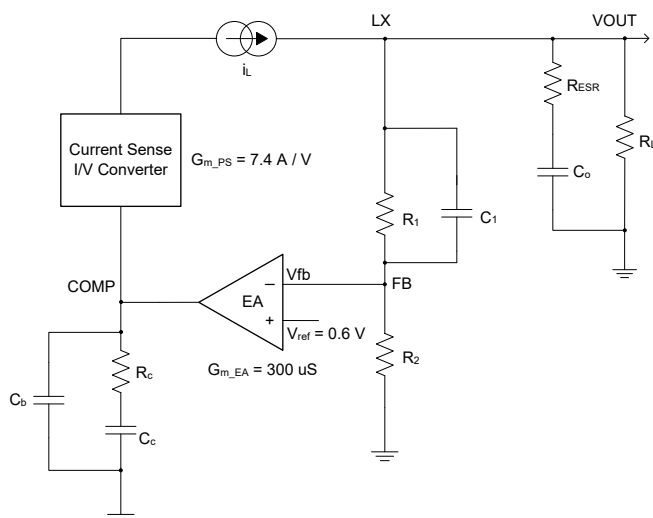 LX
VOUT
iL
RESR
Current Sense
I/V Converter
Gm_PS = 7.4 A / V
RL
Co
R1
C1
COMP
Vfb
FB
EA
Vref = 0.6 V
Gm_EA = 300 uS
R2
Rc
Cb
Cc